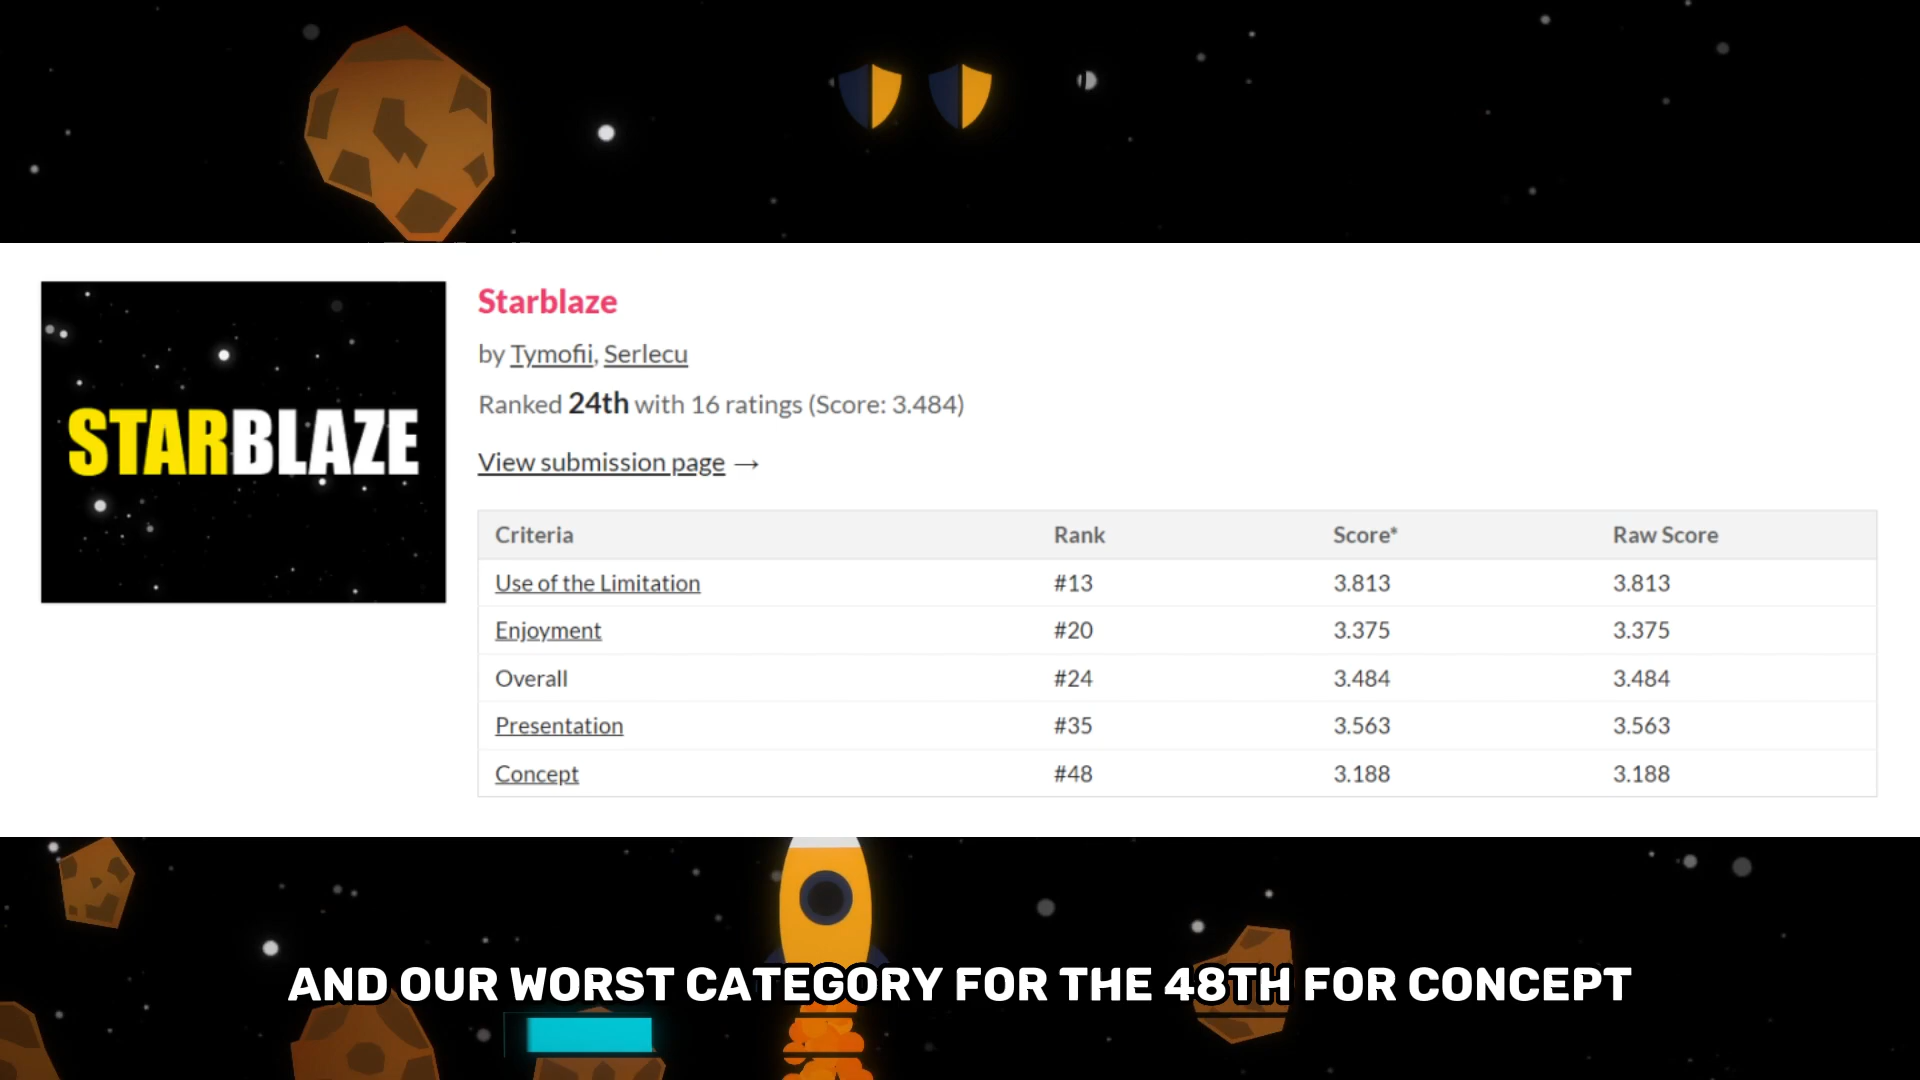 STARBLAZE
Starblaze
by Tymofii, Serlecu
Ranked 24th with 16 ratings (Score: 3.484)
View submission page →
Criteria Rank Score* Raw Score
Use of the Limitation #13 3.813 3.813
Enjoyment #20 3.375 3.375
Overall #24 3.484 3.484
Presentation #35 3.563 3.563
Concept #48 3.188 3.188
AND OUR WORST CATEGORY FOR THE 48TH FOR CONCEPT